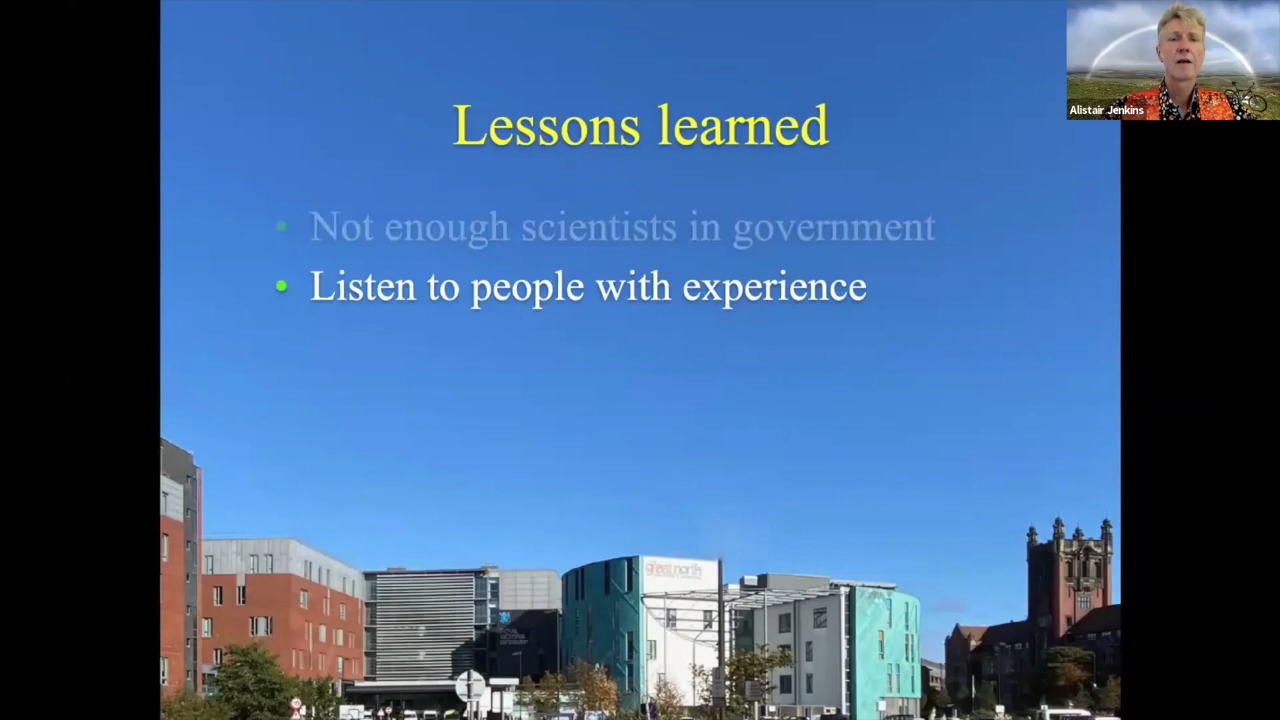 Alistair Jenkins
Lessons learned
Not enough scientists in government
Listen to people with experience
great north